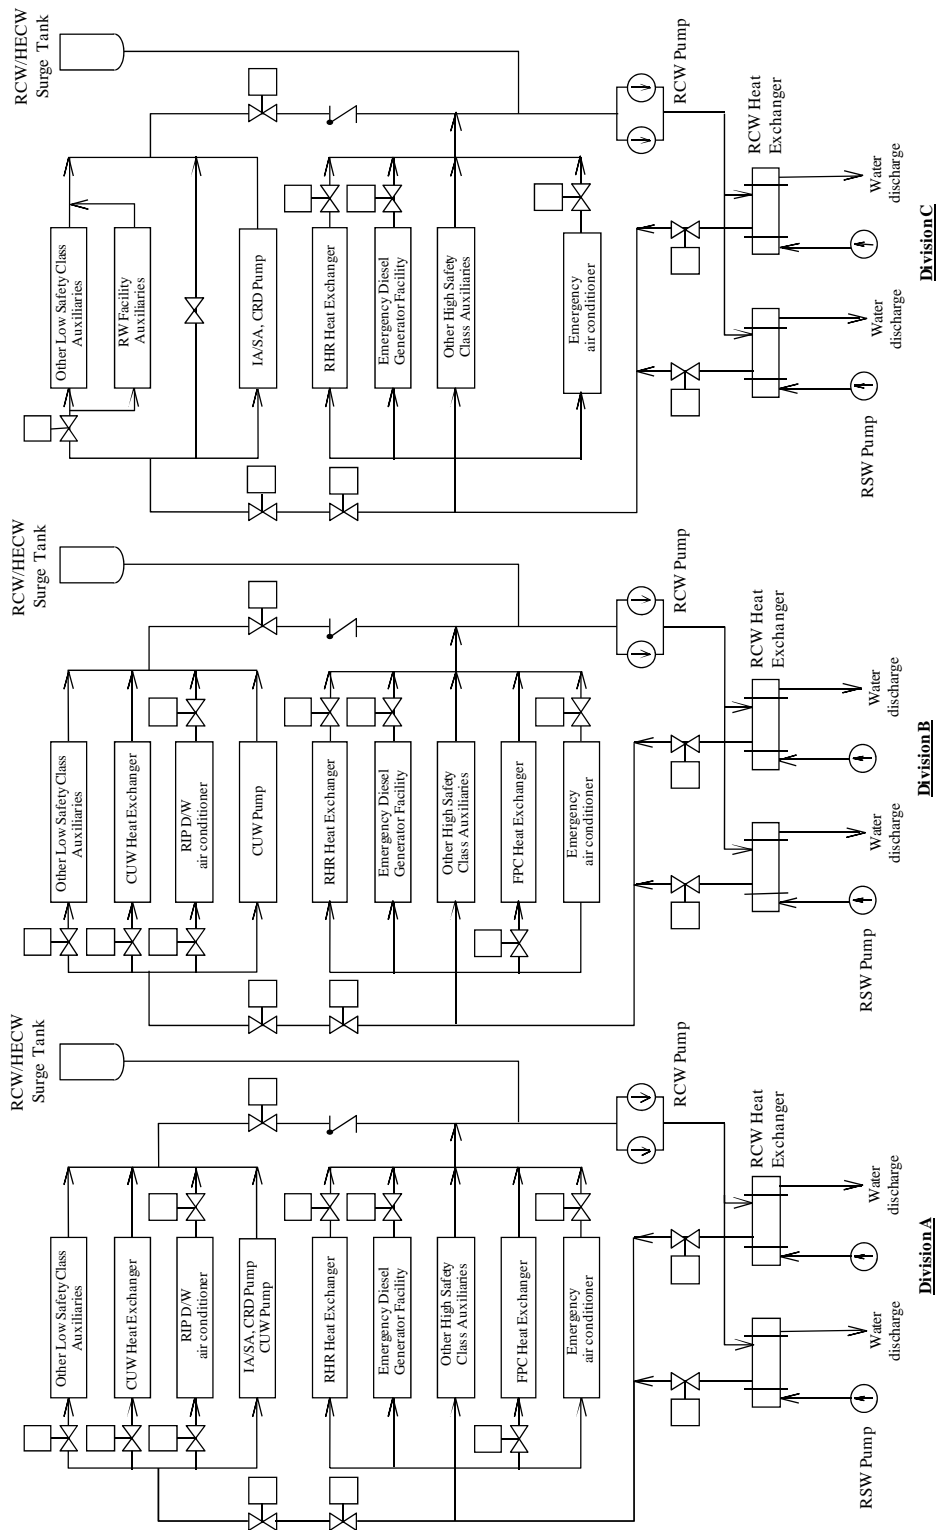 RCW/HECW
Surge Tank
Other Low Safety Class
Auxiliaries
CUW Heat Exchanger
RIP D/W
air conditioner
IA/SA, CRD Pump
CUW Pump
RHR Heat Exchanger
Emergency Diesel
Generator Facility
Other High Safety
Class Auxiliaries
FPC Heat Exchanger
Emergency
air conditioner
RCW Pump
RCW Heat
Exchanger
Water
discharge
Water
discharge
RSW Pump
Division A
RCW/HECW
Surge Tank
Other Low Safety Class
Auxiliaries
CUW Heat Exchanger
RIP D/W
air conditioner
CUW Pump
RHR Heat Exchanger
Emergency Diesel
Generator Facility
Other High Safety
Class Auxiliaries
FPC Heat Exchanger
Emergency
air conditioner
RCW Pump
RCW Heat
Exchanger
Water
discharge
Water
discharge
RSW Pump
Division B
RCW/HECW
Surge Tank
Other Low Safety Class
Auxiliaries
RW Facility
Auxiliaries
IA/SA, CRD Pump
RHR Heat Exchanger
Emergency Diesel
Generator Facility
Other High Safety
Class Auxiliaries
Emergency
air conditioner
RCW Pump
RCW Heat
Exchanger
Water
discharge
Water
discharge
RSW Pump
Division C